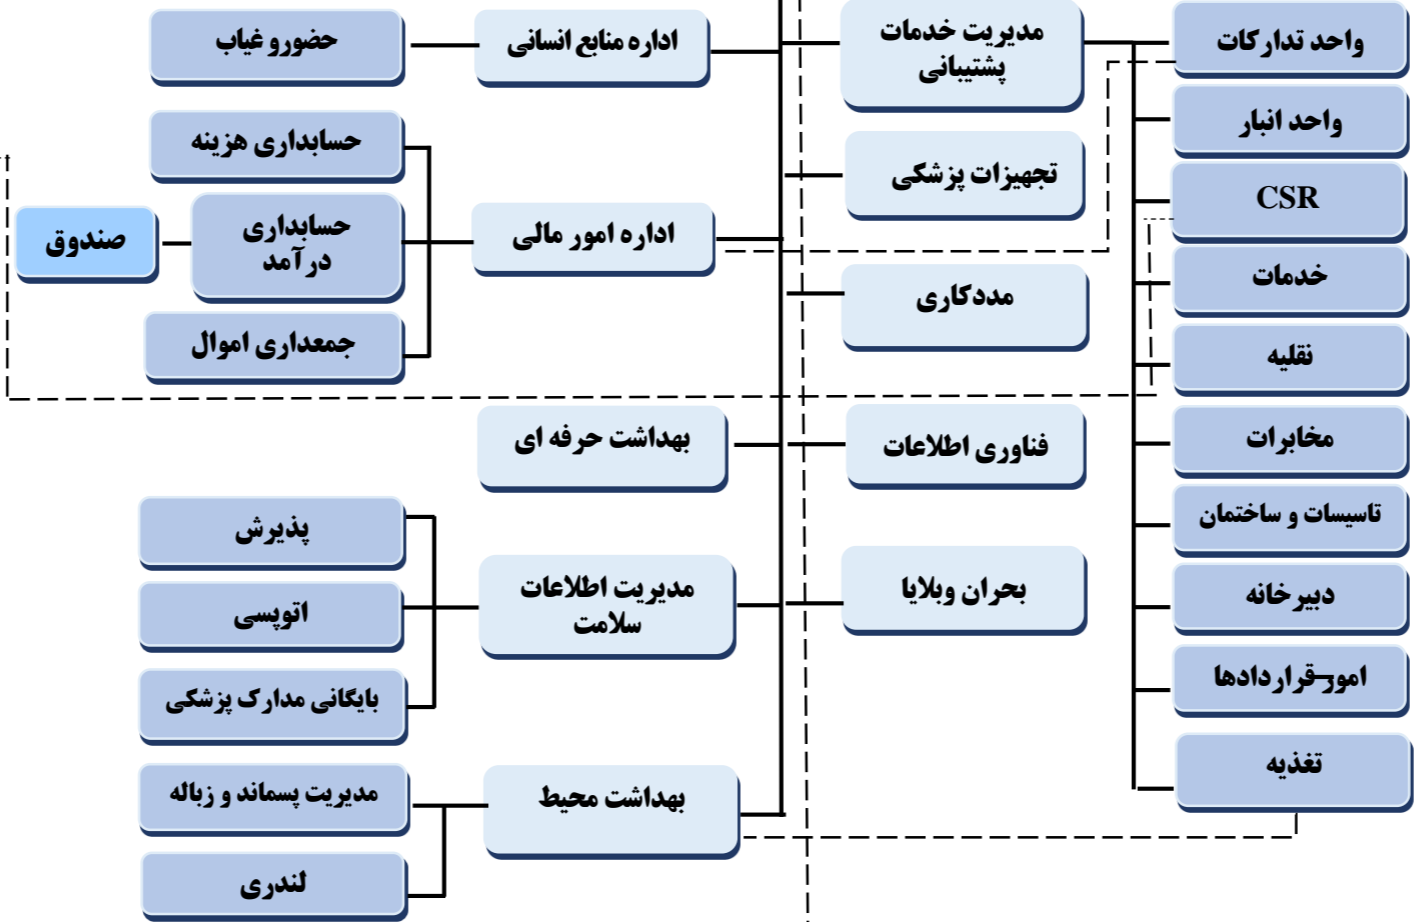 واحد تدارکات
واحد انبار
CSR
خدمات
نقلیه
مخابرات
تاسیسات و ساختمان
دبیرخانه
امورقراردادها
تغذیه
مدیریت خدمات
پشتیبانی
تجهیزات پزشکی
مددکاری
فناوری اطلاعات
بحران وبلایا
اداره منابع انسانی
اداره امور مالی
بهداشت حرفه ای
مدیریت اطلاعات
سلامت
بهداشت محیط
حضورو غیاب
حسابداری هزینه
حسابداری
درآمد
جمعداری اموال
پذیرش
اتوپسی
بایگانی مدارک پزشکی
مدیریت پسماند و زباله
لندری
صندوق